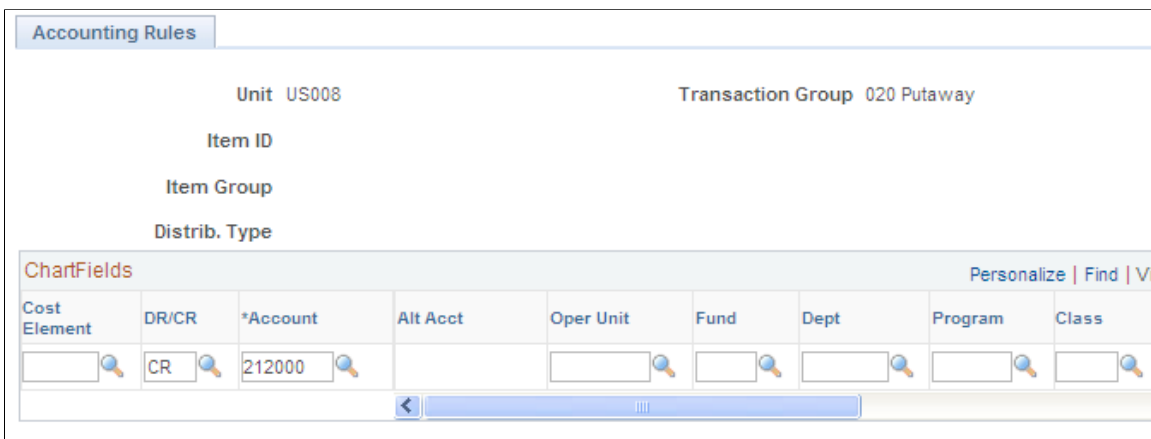 Accounting Rules
Unit US008 Transaction Group 020 Putaway
Item ID
Item Group
Distrib. Type
ChartFields Personalize | Find |
Cost Element DR/CR *Account Alt Acct Oper Unit Fund Dept Program Class
CR 212000